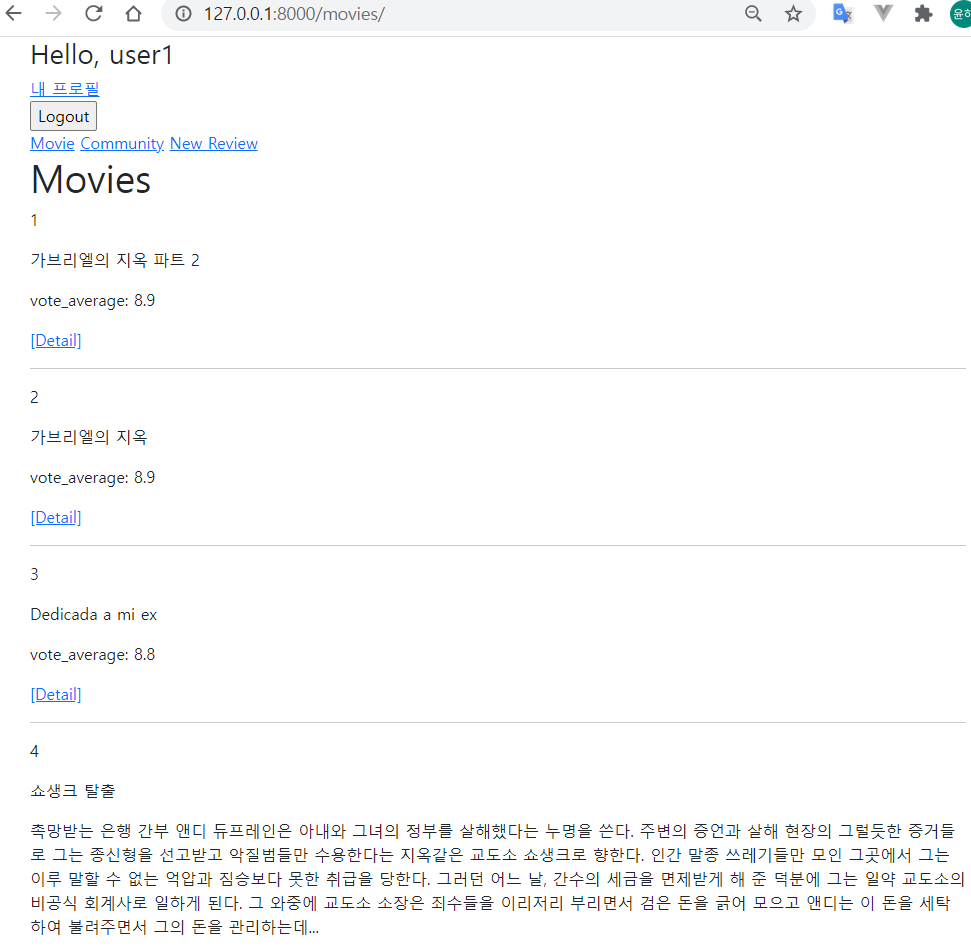 127.0.0.1:8000/movies/
윤하
Hello, user1
내 프로필
Logout
Movie Community New Review
Movies
1
가브리엘의 지옥 파트 2
vote_average: 8.9
[Detail]
2
가브리엘의 지옥
vote_average: 8.9
[Detail]
3
Dedicada a mi ex
vote_average: 8.8
[Detail]
4
쇼생크 탈출
촉망받는 은행 간부 앤디 듀프레인은 아내와 그녀의 정부를 살해했다는 누명을 쓴다. 주변의 증언과 살해 현장의 그럴듯한 증거들
로 그는 종신형을 선고받고 악질범들만 수용한다는 지옥같은 교도소 쇼생크로 향한다. 인간 말종 쓰레기들만 모인 그곳에서 그는
이루 말할 수 없는 억압과 짐승보다 못한 취급을 당한다. 그러던 어느 날, 간수의 세금을 면제받게 해 준 덕분에 그는 일약 교도소의
비공식 회계사로 일하게 된다. 그 와중에 교도소 소장은 죄수들을 이리저리 부리면서 검은 돈을 긁어 모으고 앤디는 이 돈을 세탁
하여 불려주면서 그의 돈을 관리하는데...